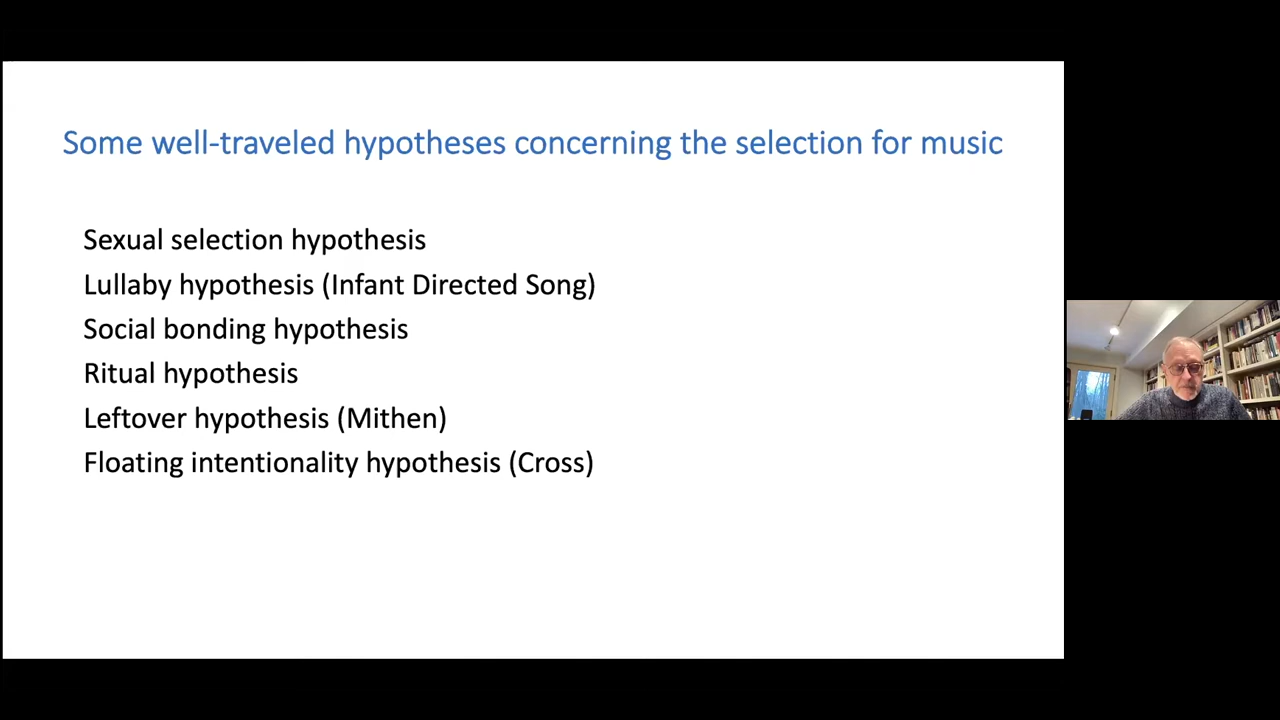 Some well-traveled hypotheses concerning the selection for music
Sexual selection hypothesis
Lullaby hypothesis (Infant Directed Song)
Social bonding hypothesis
Ritual hypothesis
Leftover hypothesis (Mithen)
Floating intentionality hypothesis (Cross)